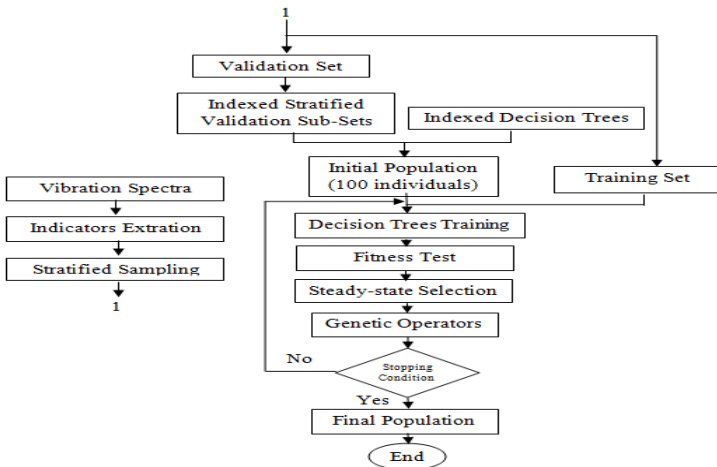 Vibration Spectra
Indicators Extration
Stratified Sampling
1
1
Validation Set
Indexed Stratified
Validation Sub-Sets
Indexed Decision Trees
Initial Population
(100 individuals)
Training Set
Decision Trees Training
Fitness Test
Steady-state Selection
Genetic Operators
No
Stopping
Condition
Yes
Final Population
End